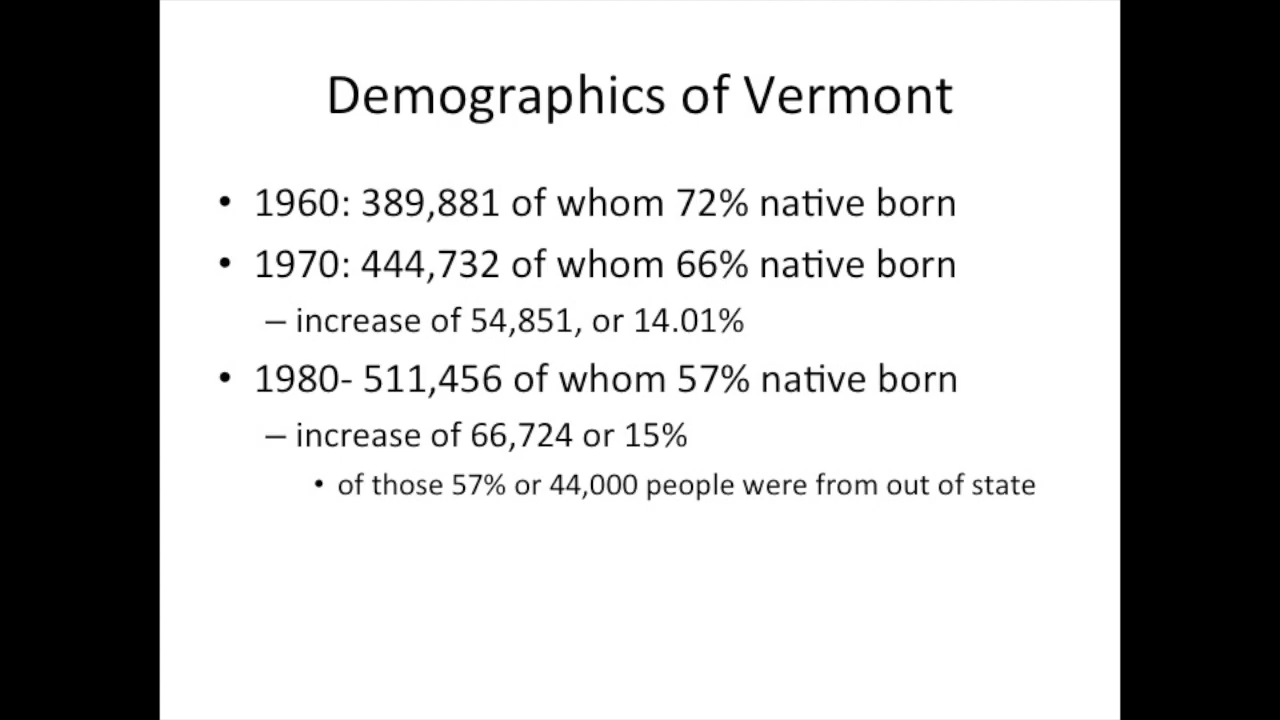 Demographics of Vermont
• 1960: 389,881 of whom 72% native born
• 1970: 444,732 of whom 66% native born
– increase of 54,851, or 14.01%
• 1980- 511,456 of whom 57% native born
– increase of 66,724 or 15%
• of those 57% or 44,000 people were from out of state